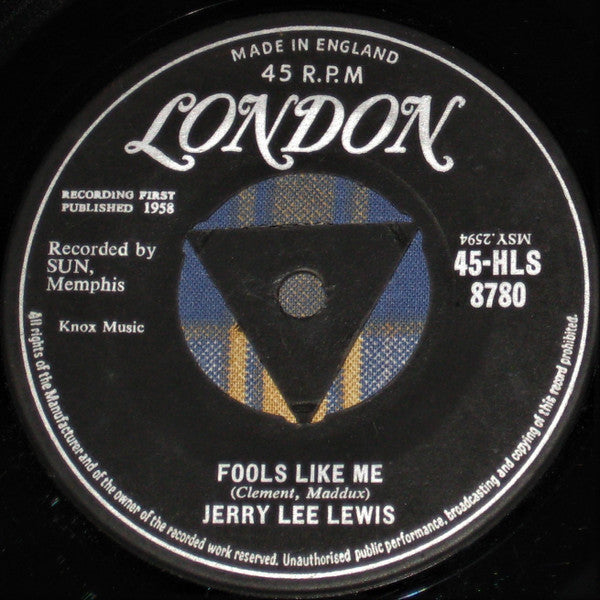 MADE IN ENGLAND
45 R.P.M
LONDON
RECORDING FIRST
PUBLISHED 1958
Recorded by
SUN,
Memphis
Knox Music
MSY.2594
45-HLS
8780
FOOLS LIKE ME
(Clement, Maddux)
JERRY LEE LEWIS
All rights of the Manufacturer and of the owner of the recorded work reserved. Unauthorised public performance, broadcasting and copying of this record prohibited.